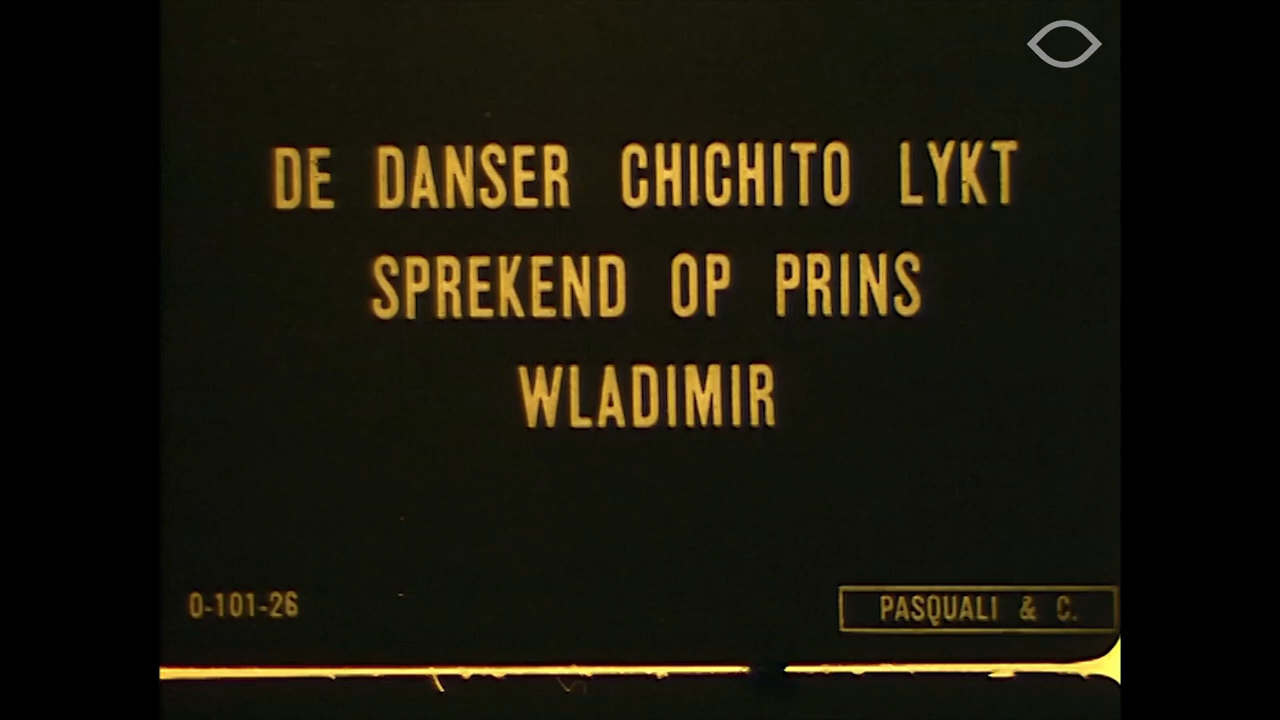 DE DANSER CHICHITO LYKT
SPREKEND OP PRINS
WLADIMIR
0-101-26
PASQUALI & C.